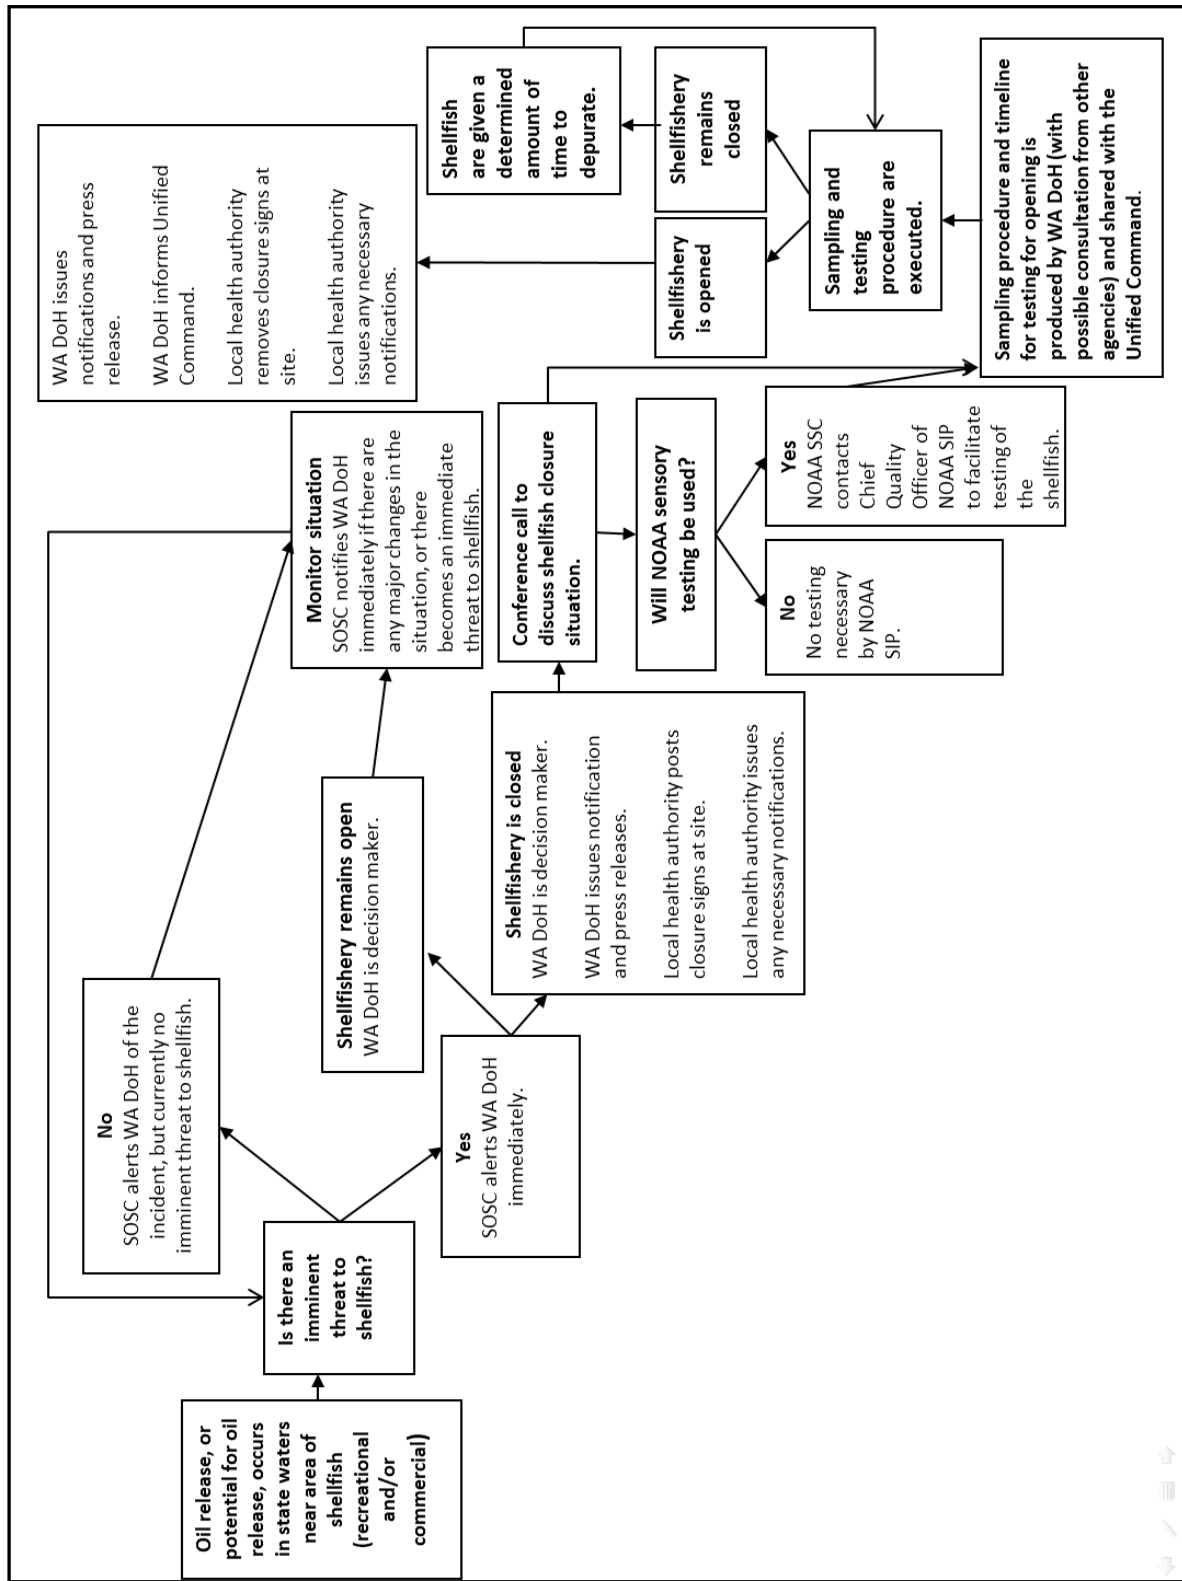 Oil release, or
potential for oil
release, occurs
in state waters
near area of
shellfish
(recreational
and/or
commercial)
Is there an
imminent
threat to
shellfish?
No
SOSC alerts WA DoH of the
incident, but currently no
imminent threat to shellfish.
Yes
SOSC alerts WA DoH
immediately.
Shellfishery remains open
WA DoH is decision maker.
Shellfishery is closed
WA DoH is decision maker.
WA DoH issues notification
and press releases.
Local health authority posts
closure signs at site.
Local health authority issues
any necessary notifications.
Monitor situation
SOSC notifies WA DoH
immediately if there are
any major changes in the
situation, or there
becomes an immediate
threat to shellfish.
Conference call to
discuss shellfish closure
situation.
Will NOAA sensory
testing be used?
No
No testing
necessary
by NOAA
SIP.
Yes
NOAA SSC
contacts
Chief
Quality
Officer of
NOAA SIP
to facilitate
testing of
the
shellfish.
Sampling procedure and timeline
for testing for opening is
produced by WA DoH (with
possible consultation from other
agencies) and shared with the
Unified Command.
Sampling and
testing
procedure are
executed.
Shellfishery
is opened
Shellfishery
remains
closed
Shellfish
are given a
determined
amount of
time to
depurate.
WA DoH issues
notifications and press
release.
WA DoH informs Unified
Command.
Local health authority
removes closure signs at
site.
Local health authority
issues any necessary
notifications.